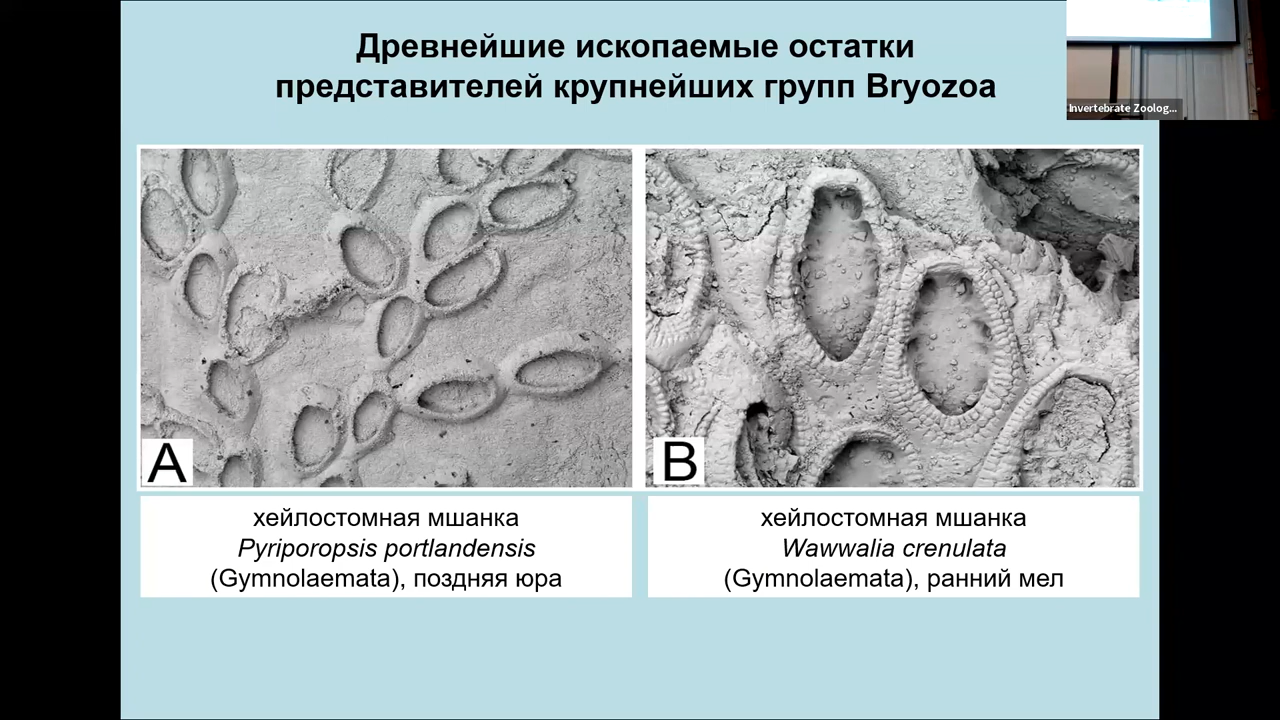 Древнейшие ископаемые остатки
представителей крупнейших групп Bryozoa
Invertebrate Zoolog...
A
B
хейлостомная мшанка
Pyriporopsis portlandensis
(Gymnolaemata), поздняя юра
хейлостомная мшанка
Wawwalia crenulata
(Gymnolaemata), ранний мел